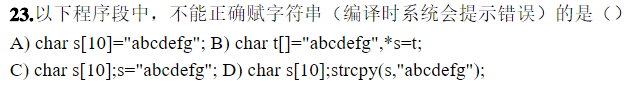 23.以下程序段中，不能正确赋字符串（编译时系统会提示错误）的是（）
A) char s[10]="abcdefg"; B) char t[]="abcdefg",*s=t;
C) char s[10];s="abcdefg"; D) char s[10];strcpy(s,"abcdefg");